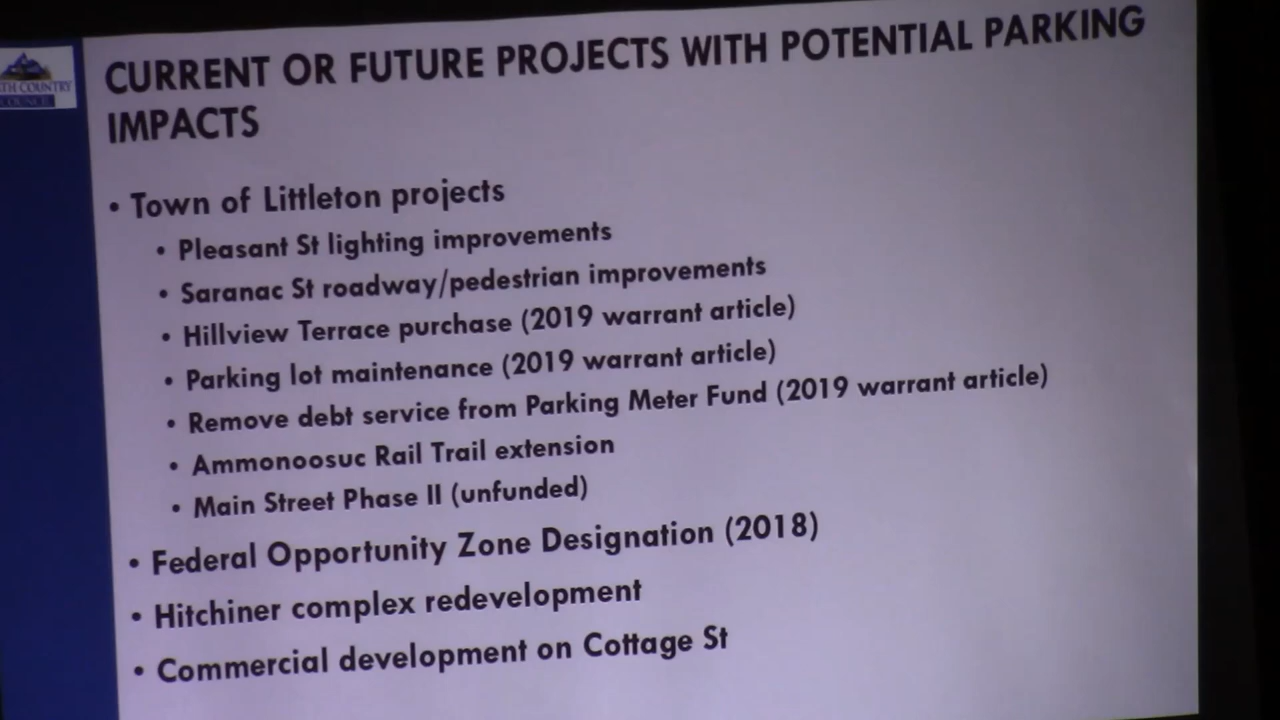 TH COUNTRY
COUNCIL
CURRENT OR FUTURE PROJECTS WITH POTENTIAL PARKING
IMPACTS
• Town of Littleton projects
• Pleasant St lighting improvements
• Saranac St roadway/pedestrian improvements
• Hillview Terrace purchase (2019 warrant article)
• Parking lot maintenance (2019 warrant article)
• Remove debt service from Parking Meter Fund (2019 warrant article)
• Ammonoosuc Rail Trail extension
• Main Street Phase II (unfunded)
• Federal Opportunity Zone Designation (2018)
• Hitchiner complex redevelopment
• Commercial development on Cottage St